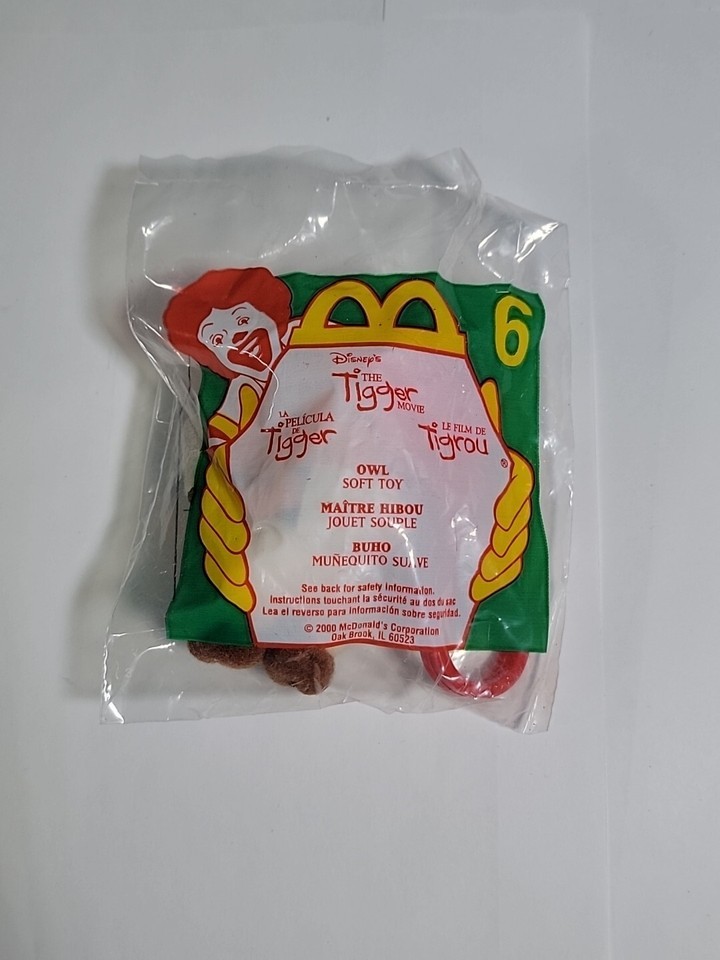 6
DISNEY'S
THE
Tigger
MOVIE
LA
PELÍCULA
DE
Tigger
LE FILM DE
Tigrou
®
OWL
SOFT TOY
MAÎTRE HIBOU
JOUET SOUPLE
BUHO
MUÑEQUITO SUAVE
See back for safety information.
Instructions touchant la sécurité au dos du sac
Lea el reverso para información sobre seguridad.
© 2000 McDonald's Corporation
Oak Brook, IL 60523